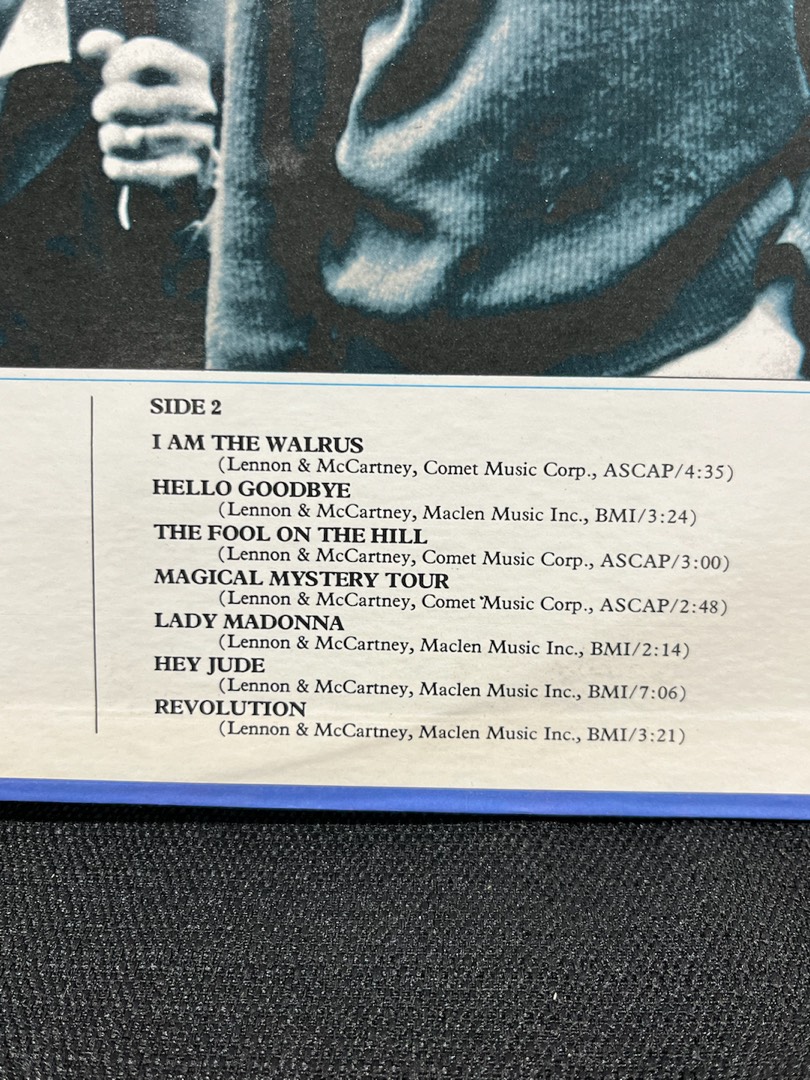 SIDE 2
I AM THE WALRUS
(Lennon & McCartney, Comet Music Corp., ASCAP/4:35)
HELLO GOODBYE
(Lennon & McCartney, Maclen Music Inc., BMI/3:24)
THE FOOL ON THE HILL
(Lennon & McCartney, Comet Music Corp., ASCAP/3:00)
MAGICAL MYSTERY TOUR
(Lennon & McCartney, Comet Music Corp., ASCAP/2:48)
LADY MADONNA
(Lennon & McCartney, Maclen Music Inc., BMI/2:14)
HEY JUDE
(Lennon & McCartney, Maclen Music Inc., BMI/7:06)
REVOLUTION
(Lennon & McCartney, Maclen Music Inc., BMI/3:21)